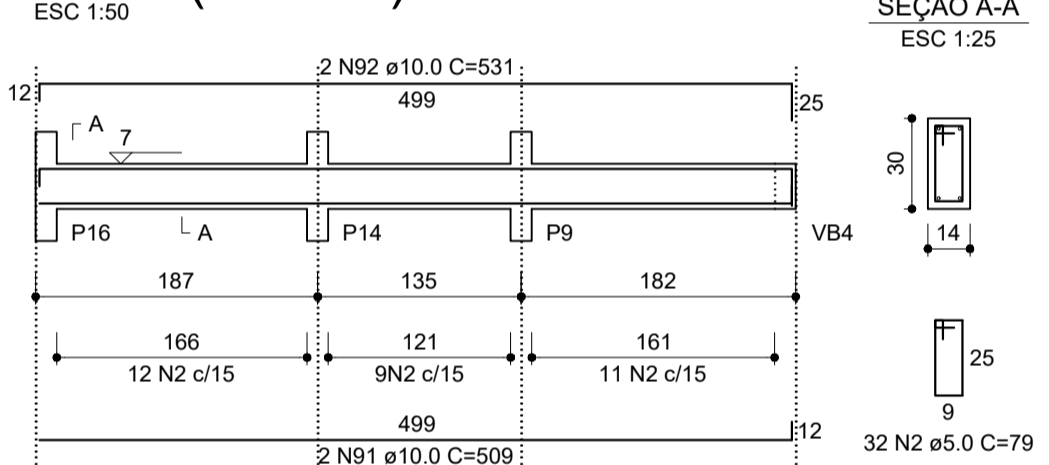 ESC 1:50
SEÇÃO A-A
ESC 1:25
2 N92 ø10.0 C=531
12
499
25
A
7
30
P16
A
P14
P9
VB4
14
187
135
182
166
121
161
12 N2 c/15
9N2 c/15
11 N2 c/15
25
9
499
12
32 N2 ø5.0 C=79
2 N91 ø10.0 C=509